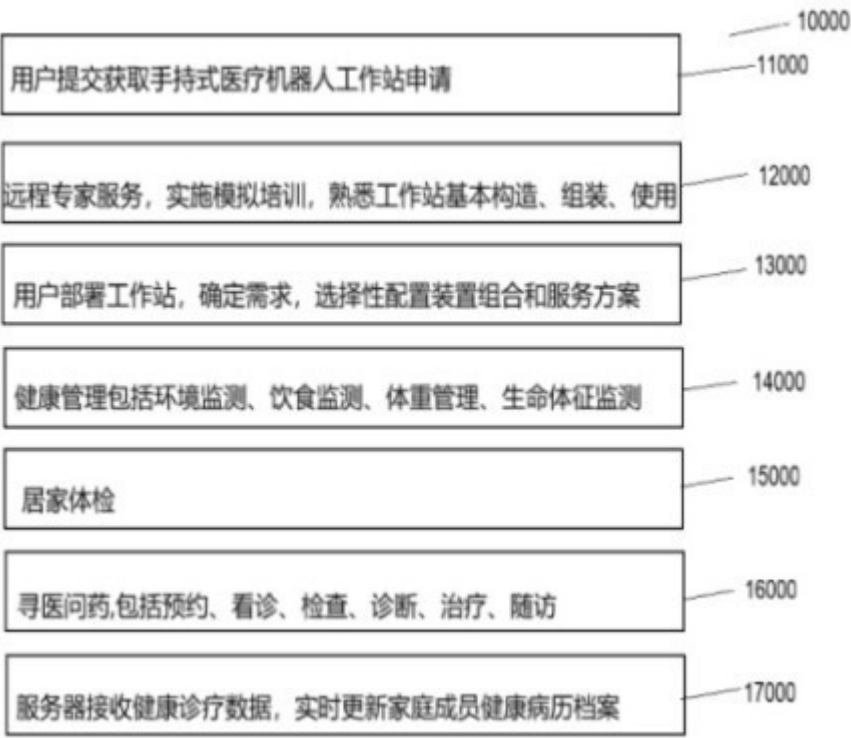 10000
用户提交获取手持式医疗机器人工作站申请
11000
远程专家服务，实施模拟培训，熟悉工作站基本构造、组装、使用
12000
用户部署工作站，确定需求，选择性配置装置组合和服务方案
13000
健康管理包括环境监测、饮食监测、体重管理、生命体征监测
14000
居家体检
15000
寻医问药,包括预约、看诊、检查、诊断、治疗、随访
16000
服务器接收健康诊疗数据，实时更新家庭成员健康病历档案
17000